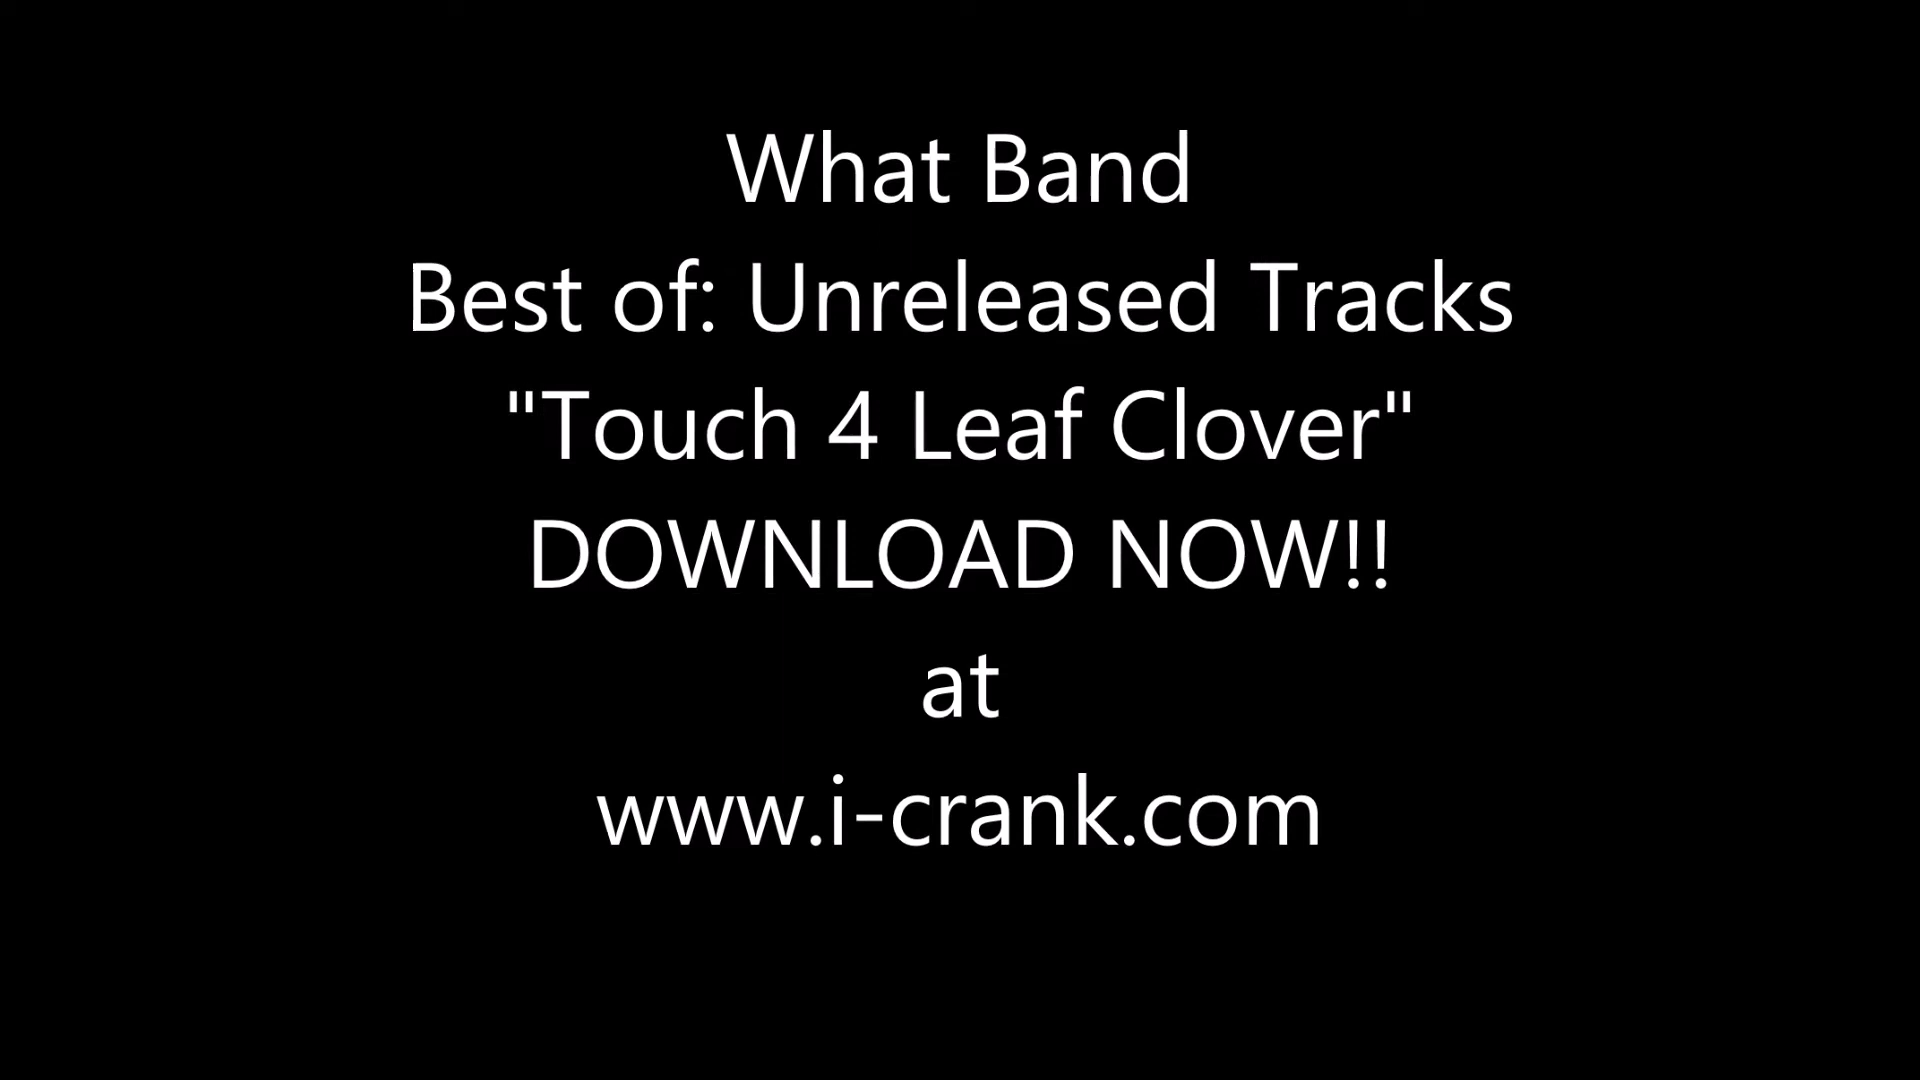 What Band
Best of: Unreleased Tracks
"Touch 4 Leaf Clover"
DOWNLOAD NOW!!
at
www.i-crank.com